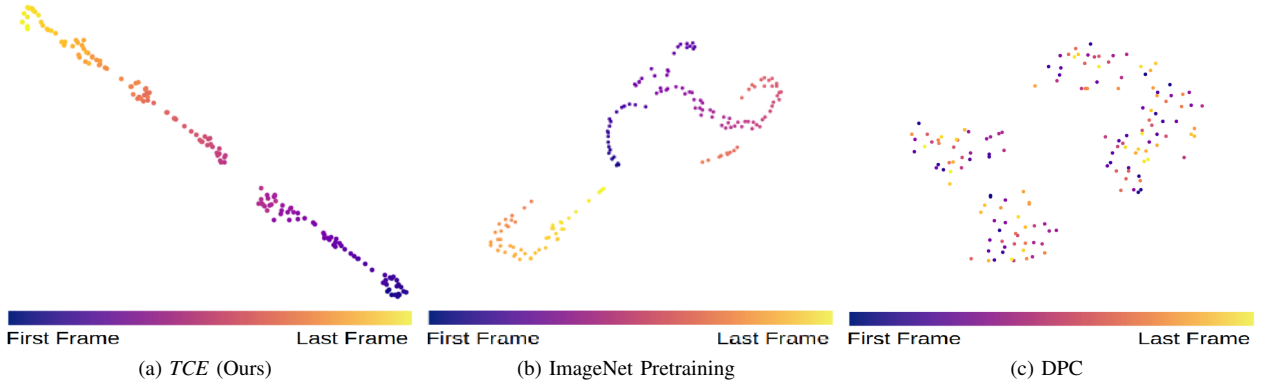 First Frame Last Frame First Frame Last Frame First Frame Last Frame
(a) TCE (Ours) (b) ImageNet Pretraining (c) DPC